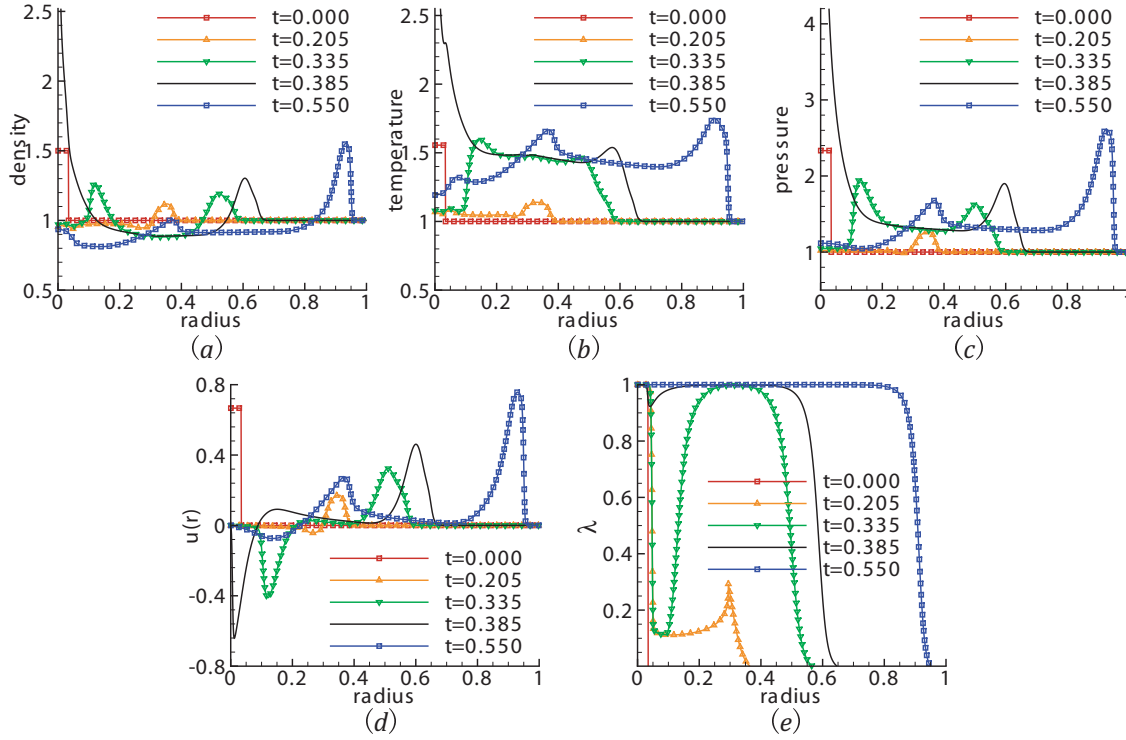 density
2.5
2
1.5
1
0.5
t=0.000
t=0.205
t=0.335
t=0.385
t=0.550
0 0.2 0.4 0.6 0.8 1
radius
(a)
temperature
2.5
2
1.5
1
0.5
t=0.000
t=0.205
t=0.335
t=0.385
t=0.550
0 0.2 0.4 0.6 0.8 1
radius
(b)
pressure
4
3
2
1
t=0.000
t=0.205
t=0.335
t=0.385
t=0.550
0 0.2 0.4 0.6 0.8 1
radius
(c)
u(r)
0.8
0.4
0
-0.4
-0.8
t=0.000
t=0.205
t=0.335
t=0.385
t=0.550
0 0.2 0.4 0.6 0.8 1
radius
(d)
λ
1
0.8
0.6
0.4
0.2
t=0.000
t=0.205
t=0.335
t=0.385
t=0.550
0 0.2 0.4 0.6 0.8 1
radius
(e)